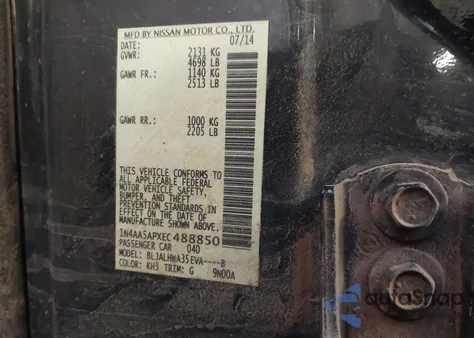 MFD BY NISSAN MOTOR CO., LTD.
DATE: 07/14
GVWR: 2131 KG
4698 LB
GAWR FR.: 1140 KG
2513 LB
GAWR RR.: 1000 KG
2205 LB
THIS VEHICLE CONFORMS TO
ALL APPLICABLE FEDERAL
MOTOR VEHICLE SAFETY,
BUMPER, AND THEFT
PREVENTION STANDARDS IN
EFFECT ON THE DATE OF
MANUFACTURE SHOWN ABOVE.
1N4AA5APXEC488850
PASSENGER CAR 040
MODEL: BLJALHWA35EVA----B
COLOR: KH3 TRIM: G 9N00A
autoSnap